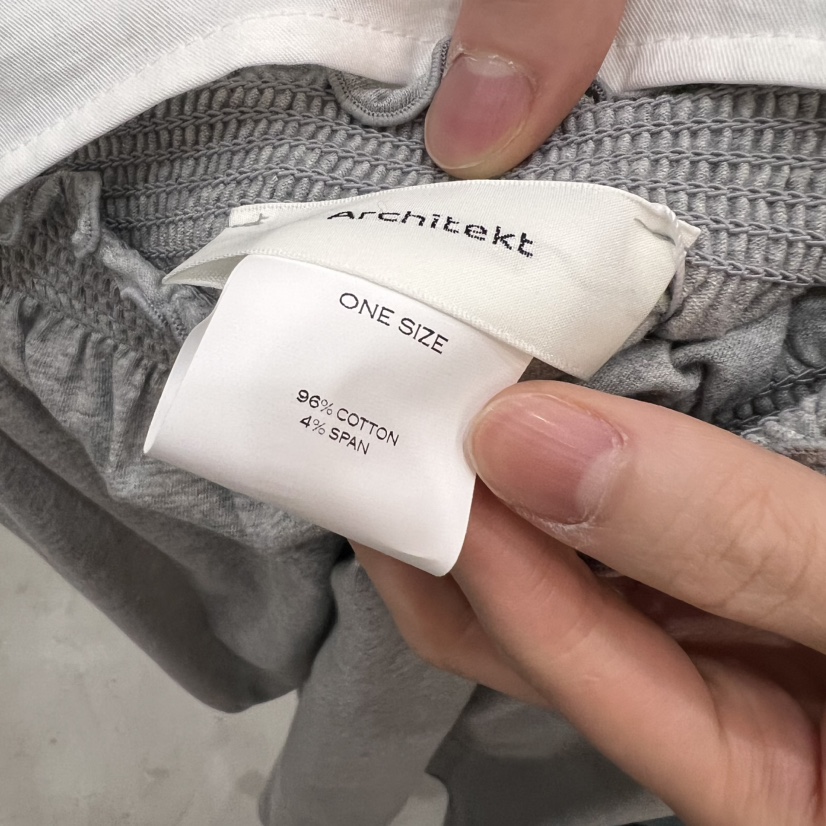 Architekt
ONE SIZE
96% COTTON
4% SPAN